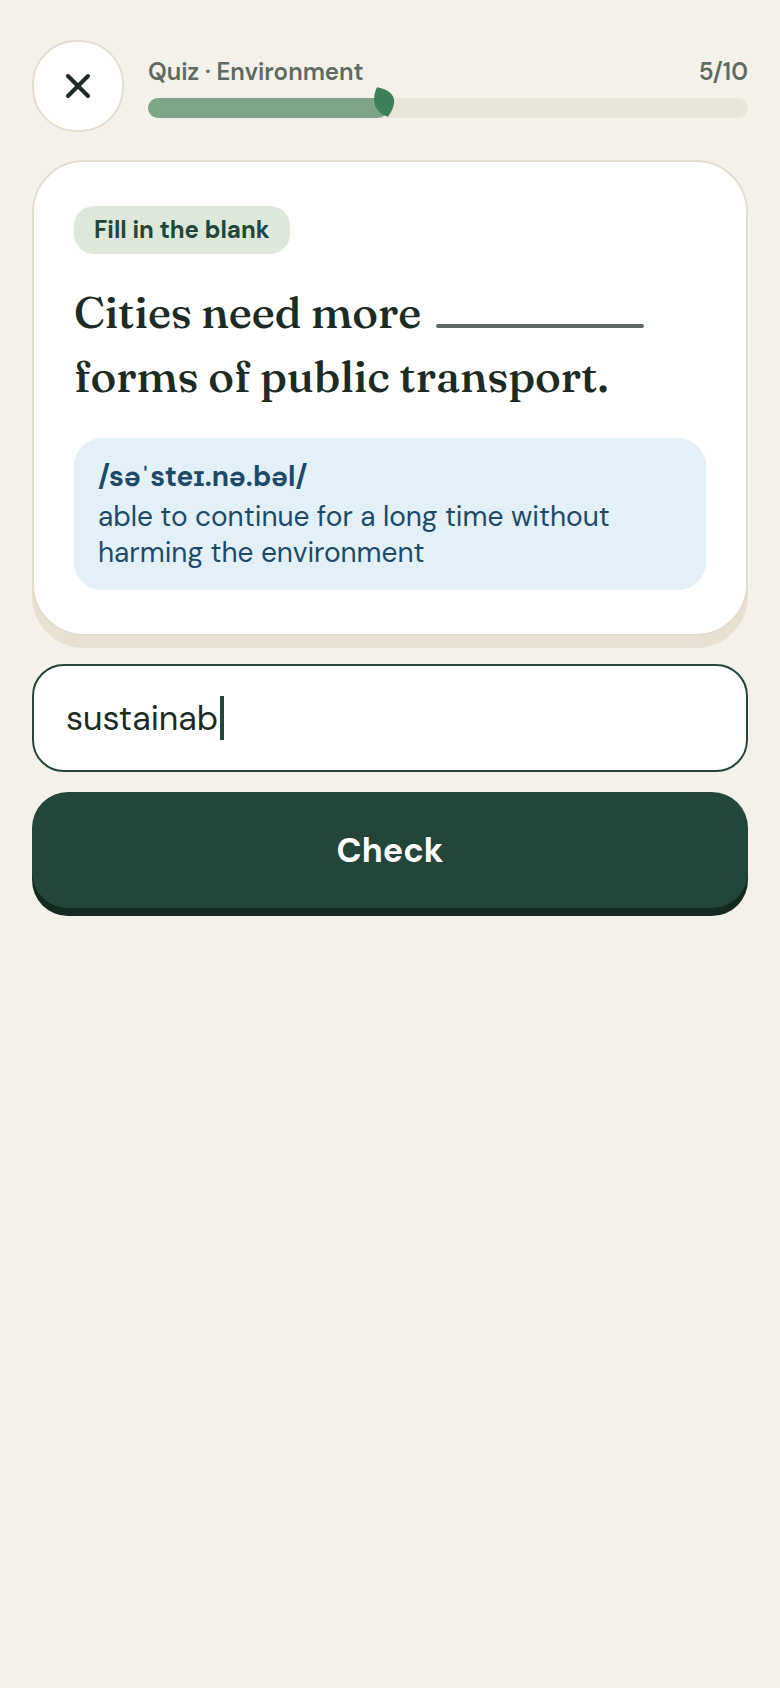 Quiz · Environment
5/10
Fill in the blank
Cities need more ________
forms of public transport.
/səˈsteɪ.nə.bəl/
able to continue for a long time without
harming the environment
sustainab
Check